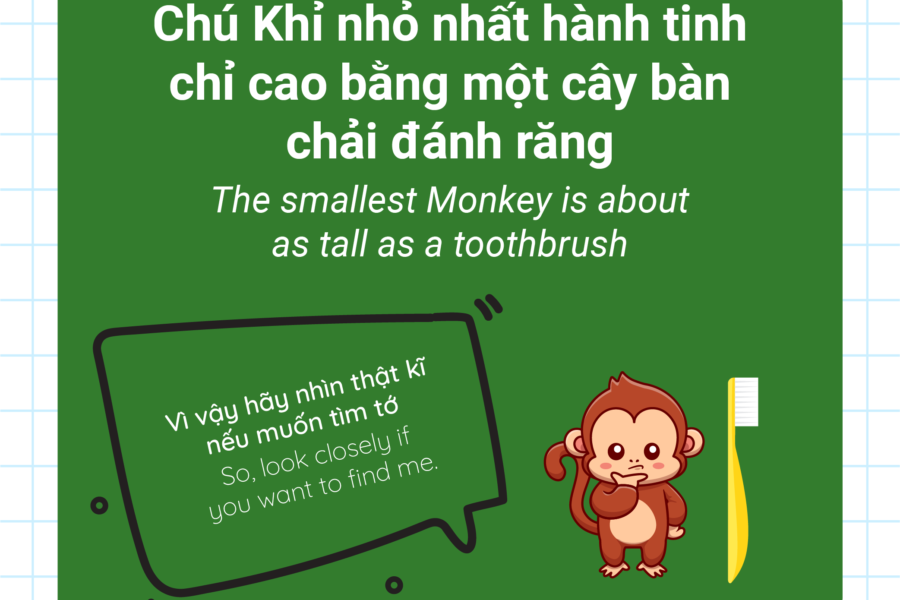 Chú Khỉ nhỏ nhất hành tinh
chỉ cao bằng một cây bàn
chải đánh răng
The smallest Monkey is about
as tall as a toothbrush
Vì vậy hãy nhìn thật kĩ
nếu muốn tìm tớ
So, look closely if
you want to find me.